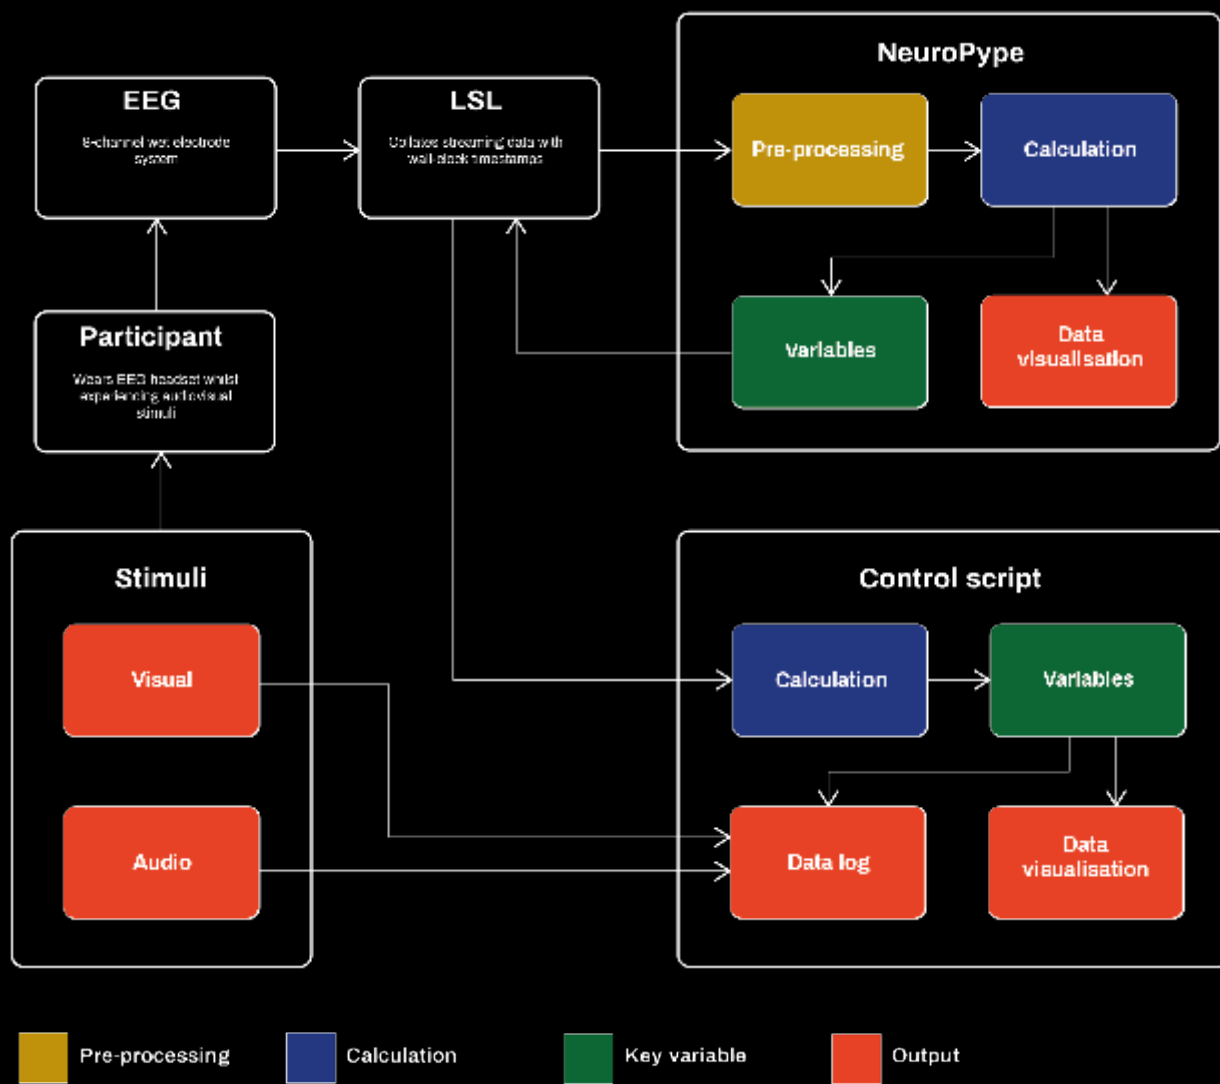 NeuroPype
EEG
8-channel wet electrode
system
LSL
Collates streaming data with
wall-clock timestamps
Pre-processing
Calculation
Variables
Data
visualisation
Participant
Wears EEG headset whilst
experiencing audiovisual
stimuli
Stimuli
Visual
Audio
Control script
Calculation
Variables
Data log
Data
visualisation
Pre-processing
Calculation
Key variable
Output